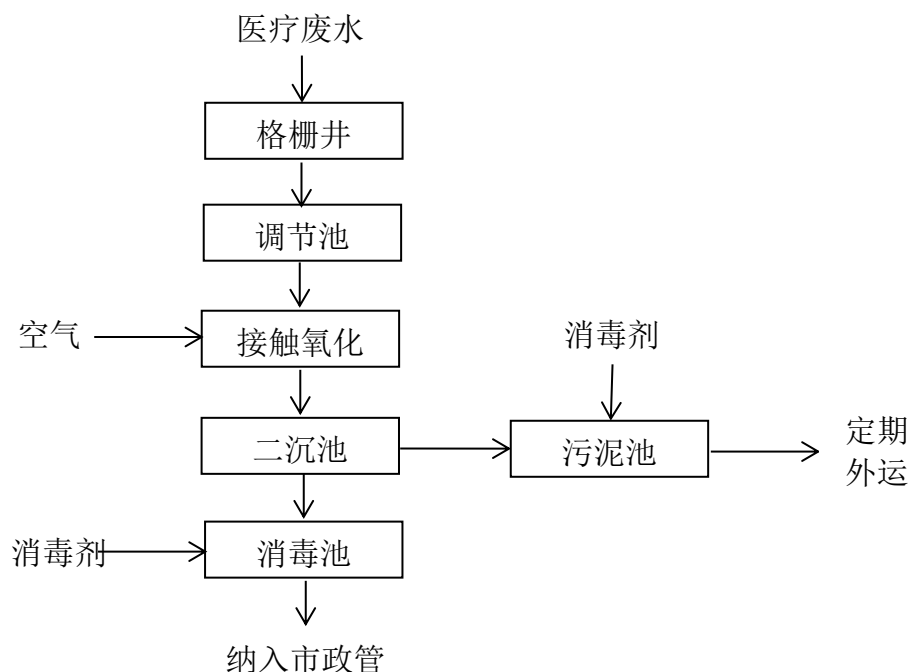 医疗废水
格栅井
调节池
空气
接触氧化
消毒剂
二沉池
污泥池
定期
外运
消毒剂
消毒池
纳入市政管